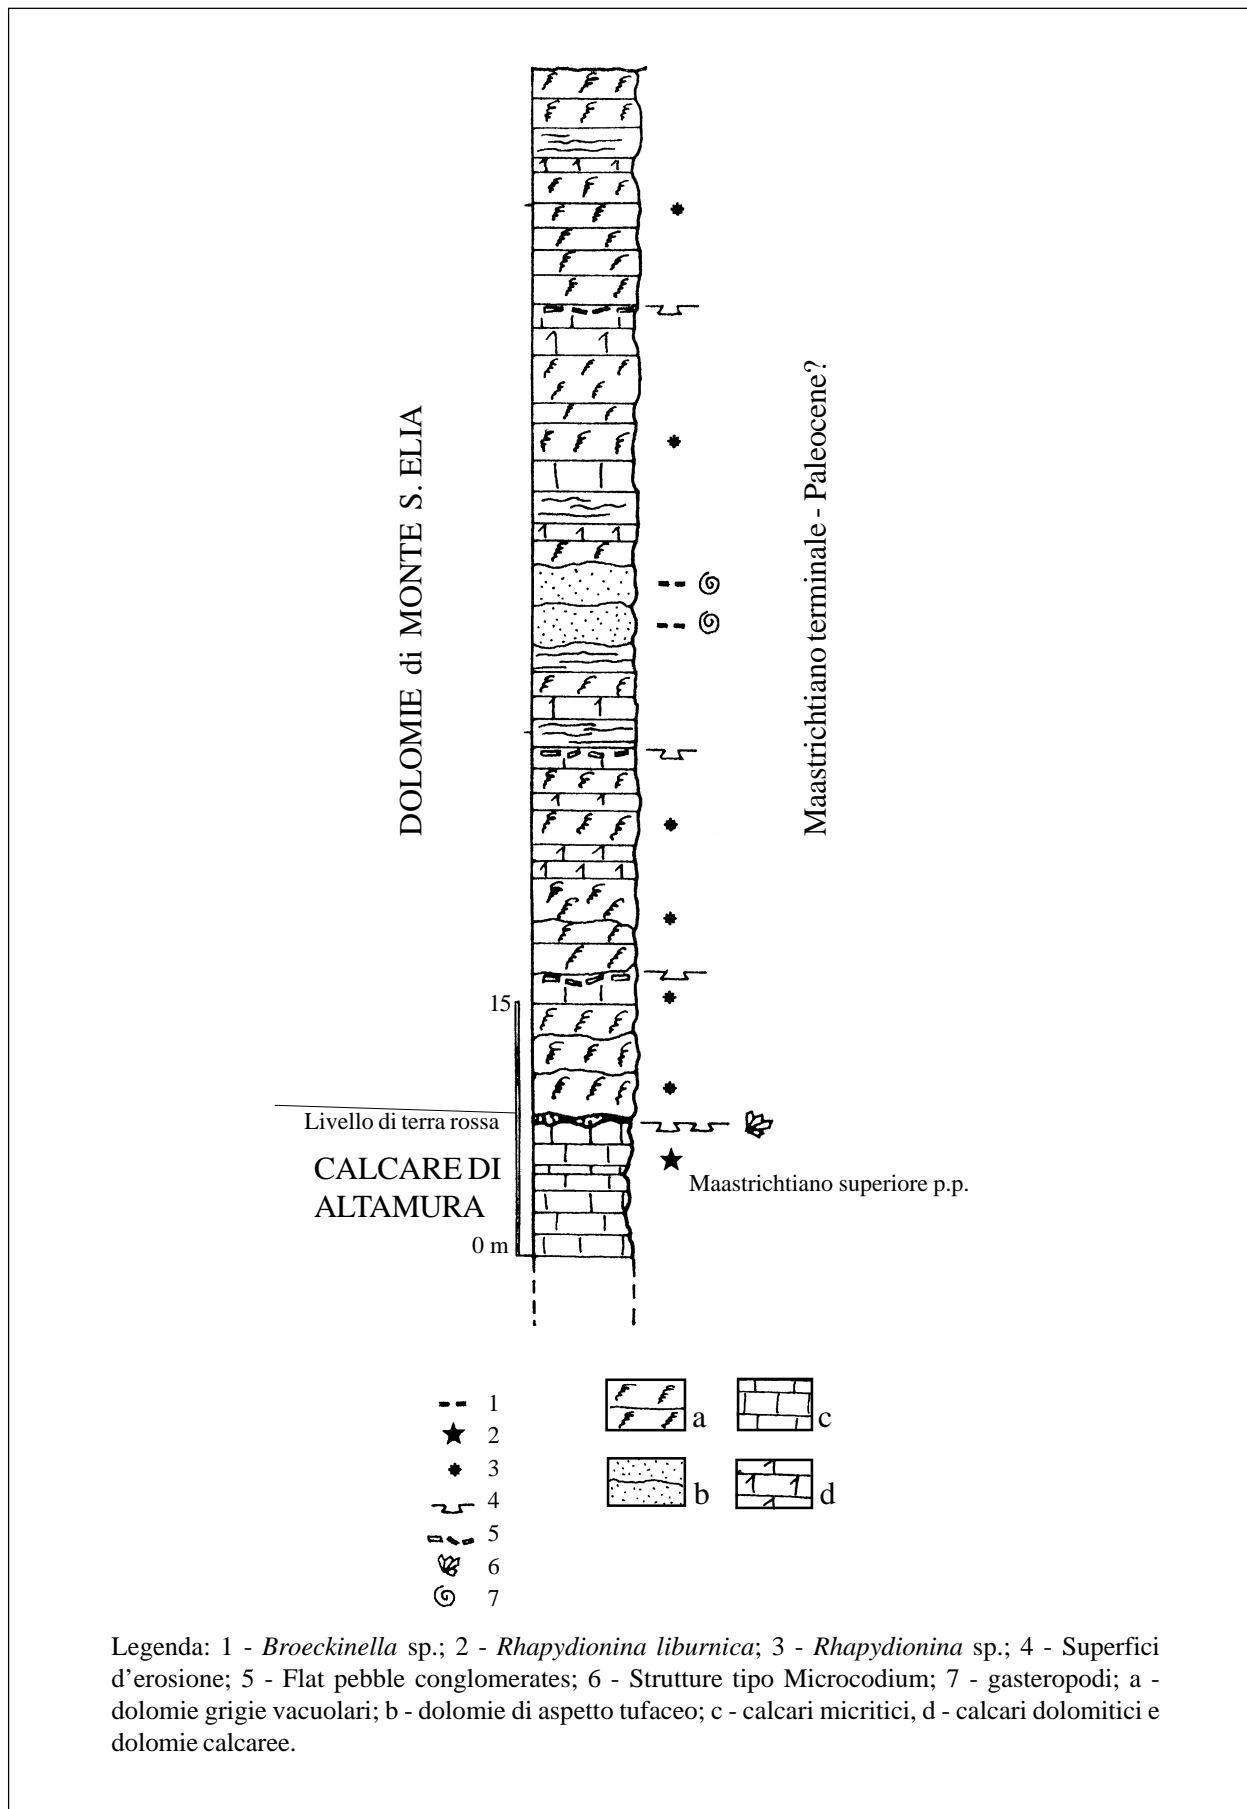 DOLOMIE di MONTE S. ELIA
Maastrichtiano terminale - Paleocene?
15
Livello di terra rossa
CALCARE DI
ALTAMURA
Maastrichtiano superiore p.p.
0 m
1
2
3
4
5
6
7
a
c
b
d
Legenda: 1 - Broeckinella sp.; 2 - Rhapydionina liburnica; 3 - Rhapydionina sp.; 4 - Superfici
d’erosione; 5 - Flat pebble conglomerates; 6 - Strutture tipo Microcodium; 7 - gasteropodi; a -
dolomie grigie vacuolari; b - dolomie di aspetto tufaceo; c - calcari micritici, d - calcari dolomitici e
dolomie calcaree.